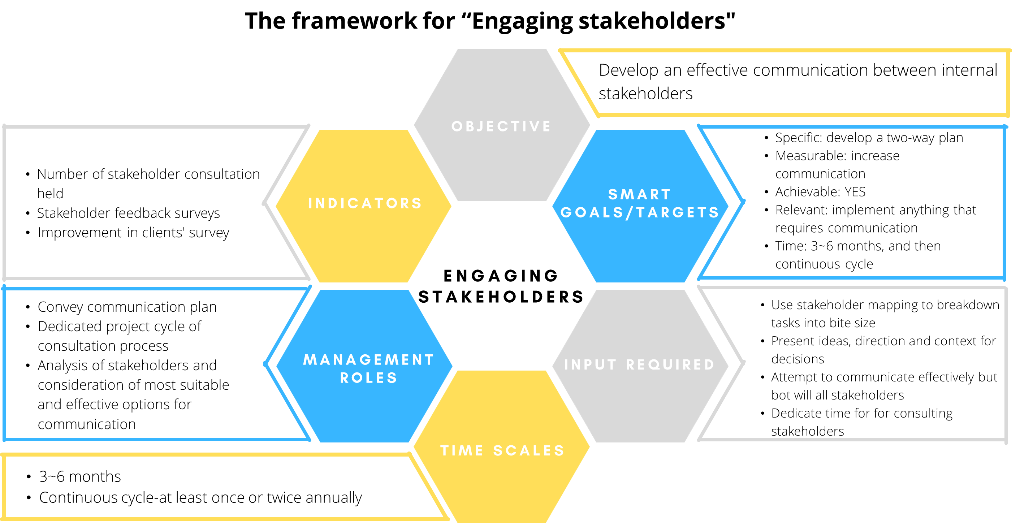 The framework for “Engaging stakeholders"
OBJECTIVE
Develop an effective communication between internal
stakeholders
SMART
GOALS/TARGETS
• Specific: develop a two-way plan
• Measurable: increase
communication
• Achievable: YES
• Relevant: implement anything that
requires communication
• Time: 3~6 months, and then
continuous cycle
INDICATORS
• Number of stakeholder consultation
held
• Stakeholder feedback surveys
• Improvement in clients' survey
ENGAGING
STAKEHOLDERS
MANAGEMENT
ROLES
• Convey communication plan
• Dedicated project cycle of
consultation process
• Analysis of stakeholders and
consideration of most suitable
and effective options for
communication
INPUT REQUIRED
• Use stakeholder mapping to breakdown
tasks into bite size
• Present ideas, direction and context for
decisions
• Attempt to communicate effectively but
bot will all stakeholders
• Dedicate time for for consulting
stakeholders
TIME SCALES
• 3~6 months
• Continuous cycle-at least once or twice annually